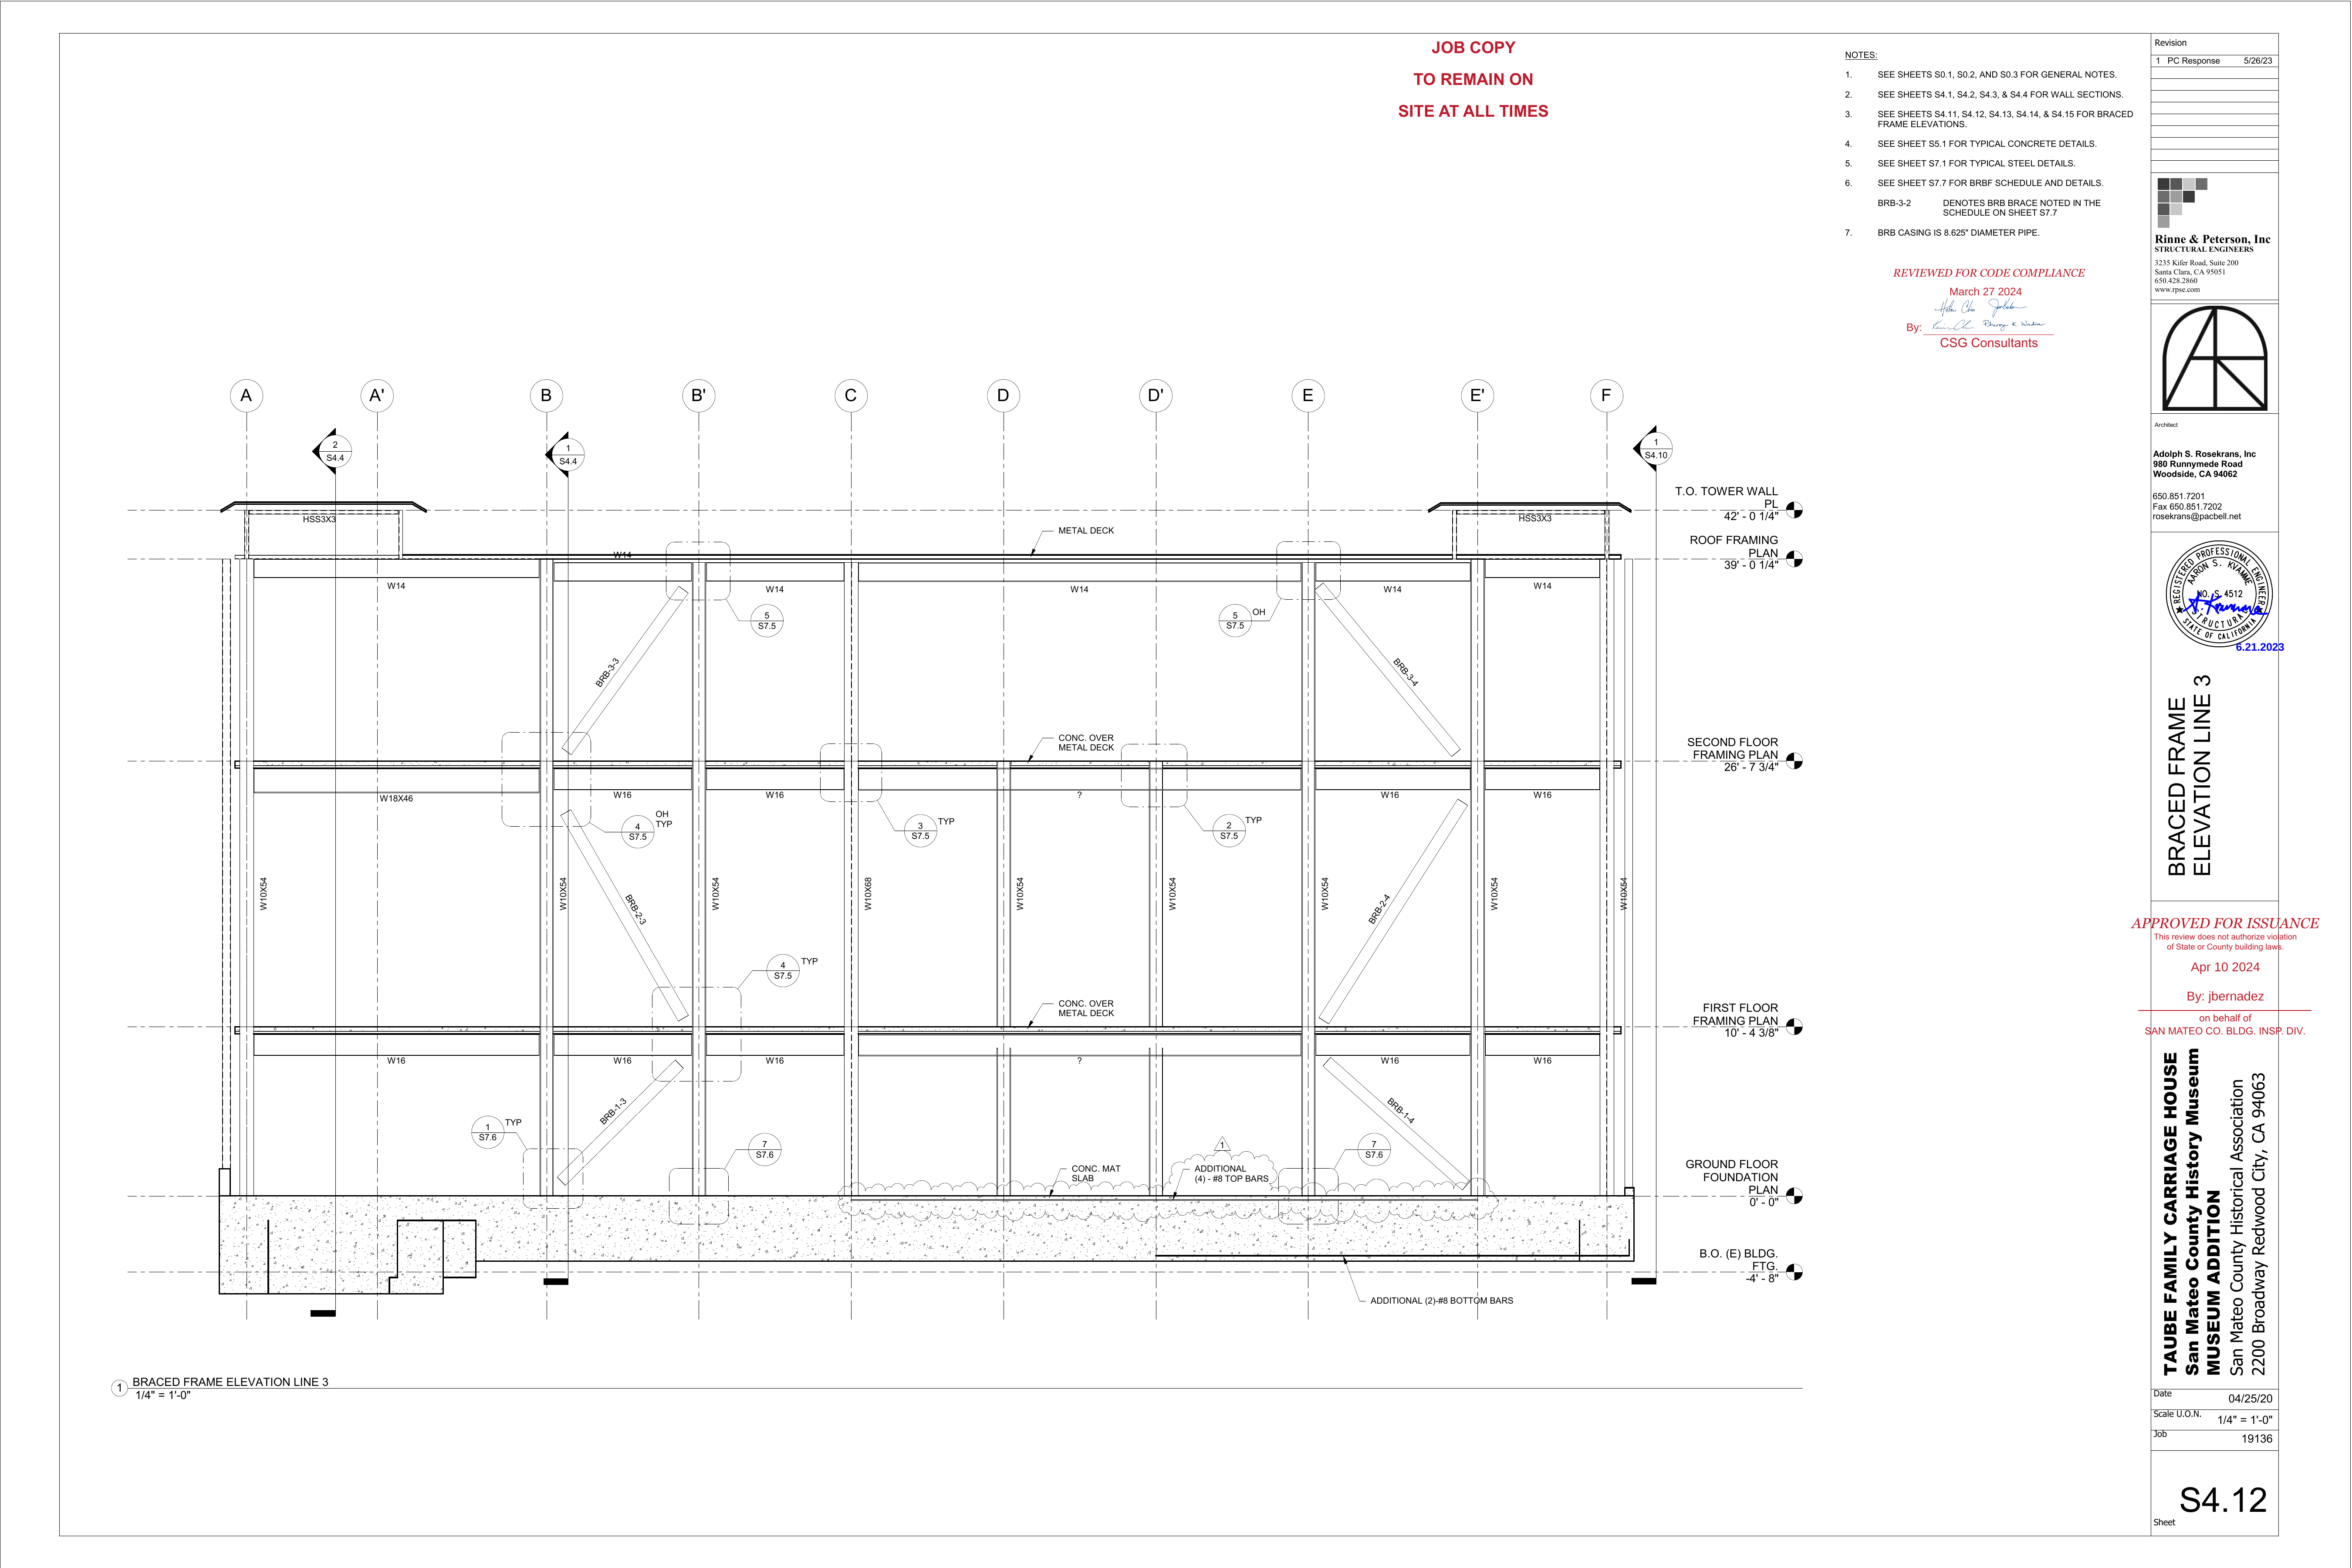 JOB COPY
TO REMAIN ON
SITE AT ALL TIMES
NOTES:
1. SEE SHEETS S0.1, S0.2, AND S0.3 FOR GENERAL NOTES.
2. SEE SHEETS S4.1, S4.2, S4.3, & S4.4 FOR WALL SECTIONS.
3. SEE SHEETS S4.11, S4.12, S4.13, S4.14, & S4.15 FOR BRACED
FRAME ELEVATIONS.
4. SEE SHEET S5.1 FOR TYPICAL CONCRETE DETAILS.
5. SEE SHEET S7.1 FOR TYPICAL STEEL DETAILS.
6. SEE SHEET S7.7 FOR BRBF SCHEDULE AND DETAILS.
BRB-3-2 DENOTES BRB BRACE NOTED IN THE
SCHEDULE ON SHEET S7.7
7. BRB CASING IS 8.625" DIAMETER PIPE.
REVIEWED FOR CODE COMPLIANCE
March 27 2024
By:
CSG Consultants
A A' B B' C D D' E E' F
2
S4.4
1
S4.4
1
S4.10
T.O. TOWER WALL
PL
42' - 0 1/4"
HSS3X3
HSS3X3
METAL DECK
ROOF FRAMING
PLAN
39' - 0 1/4"
W14
W14
W14
W14
W14
W14
5
S7.5
5
S7.5
OH
BRB-3-3
BRB-3-4
CONC. OVER
METAL DECK
SECOND FLOOR
FRAMING PLAN
26' - 7 3/4"
W18X46
W16
W16
?
W16
W16
4
S7.5
OH
TYP
3
S7.5
TYP
2
S7.5
TYP
W10X54
W10X54
W10X54
W10X68
W10X54
W10X54
W10X54
W10X54
W10X54
BRB-2-3
BRB-2-4
4
S7.5
TYP
CONC. OVER
METAL DECK
FIRST FLOOR
FRAMING PLAN
10' - 4 3/8"
W16
W16
W16
?
W16
W16
BRB-1-3
BRB-1-4
1
S7.6
TYP
7
S7.6
1
7
S7.6
CONC. MAT
SLAB
ADDITIONAL
(4) - #8 TOP BARS
GROUND FLOOR
FOUNDATION
PLAN
0' - 0"
B.O. (E) BLDG.
FTG.
-4' - 8"
ADDITIONAL (2)-#8 BOTTOM BARS
1 BRACED FRAME ELEVATION LINE 3
1/4" = 1'-0"
Revision
1 PC Response 5/26/23
Rinne & Peterson, Inc
STRUCTURAL ENGINEERS
3235 Kifer Road, Suite 200
Santa Clara, CA 95051
650.428.2860
www.rpse.com
Architect
Adolph S. Rosekrans, Inc
980 Runnymede Road
Woodside, CA 94062
650.851.7201
Fax 650.851.7202
rosekrans@pacbell.net
REGISTERED PROFESSIONAL ENGINEER
AARON S. KVAMME
NO. S 4512
STRUCTURAL
STATE OF CALIFORNIA
6.21.2023
BRACED FRAME
ELEVATION LINE 3
APPROVED FOR ISSUANCE
This review does not authorize violation
of State or County building laws.
Apr 10 2024
By: jbernadez
on behalf of
SAN MATEO CO. BLDG. INSP. DIV.
TAUBE FAMILY CARRIAGE HOUSE
San Mateo County History Museum
MUSEUM ADDITION
San Mateo County Historical Association
2200 Broadway Redwood City, CA 94063
Date 04/25/20
Scale U.O.N. 1/4" = 1'-0"
Job 19136
S4.12
Sheet